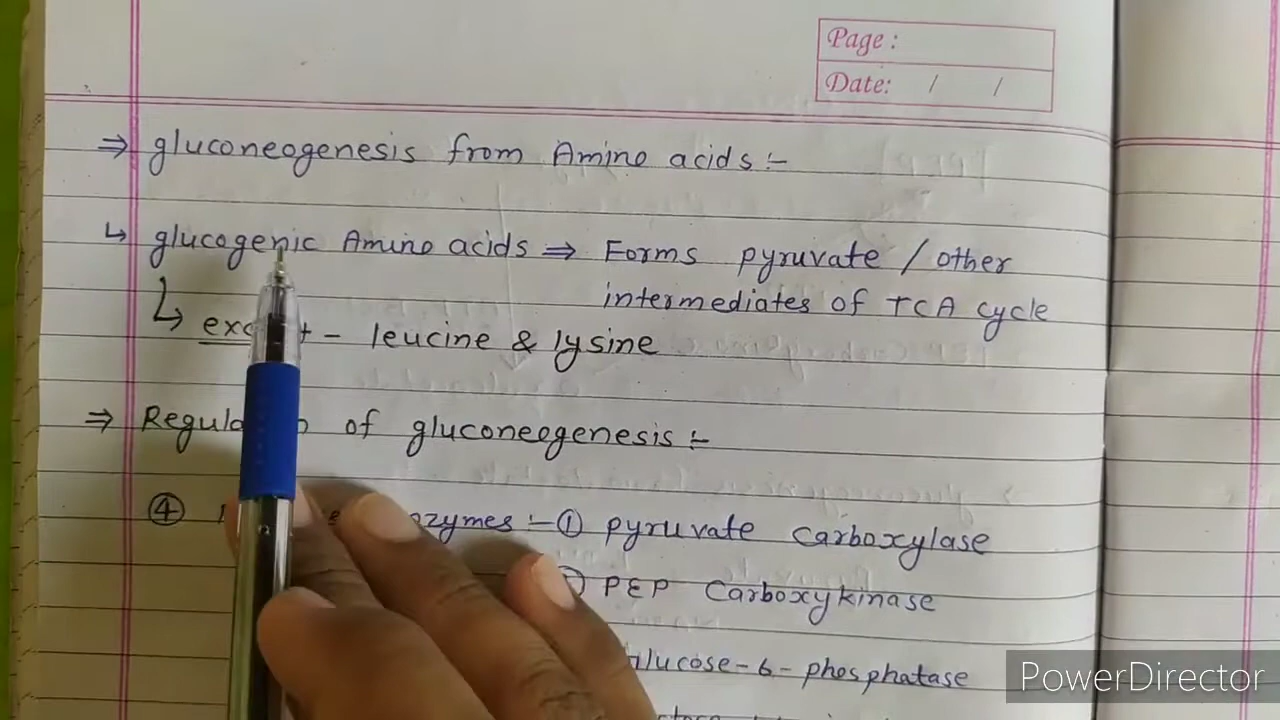 Page :
Date: / /
⇒ gluconeogenesis from Amino acids :-
↳ glucogenic Amino acids ⇒ Forms pyruvate / other
intermediates of TCA cycle
↳ - leucine & lysine
⇒ of gluconeogenesis :-
④ :- ① pyruvate carboxylase
PEP Carboxykinase
glucose-6-phosphatase
PowerDirector